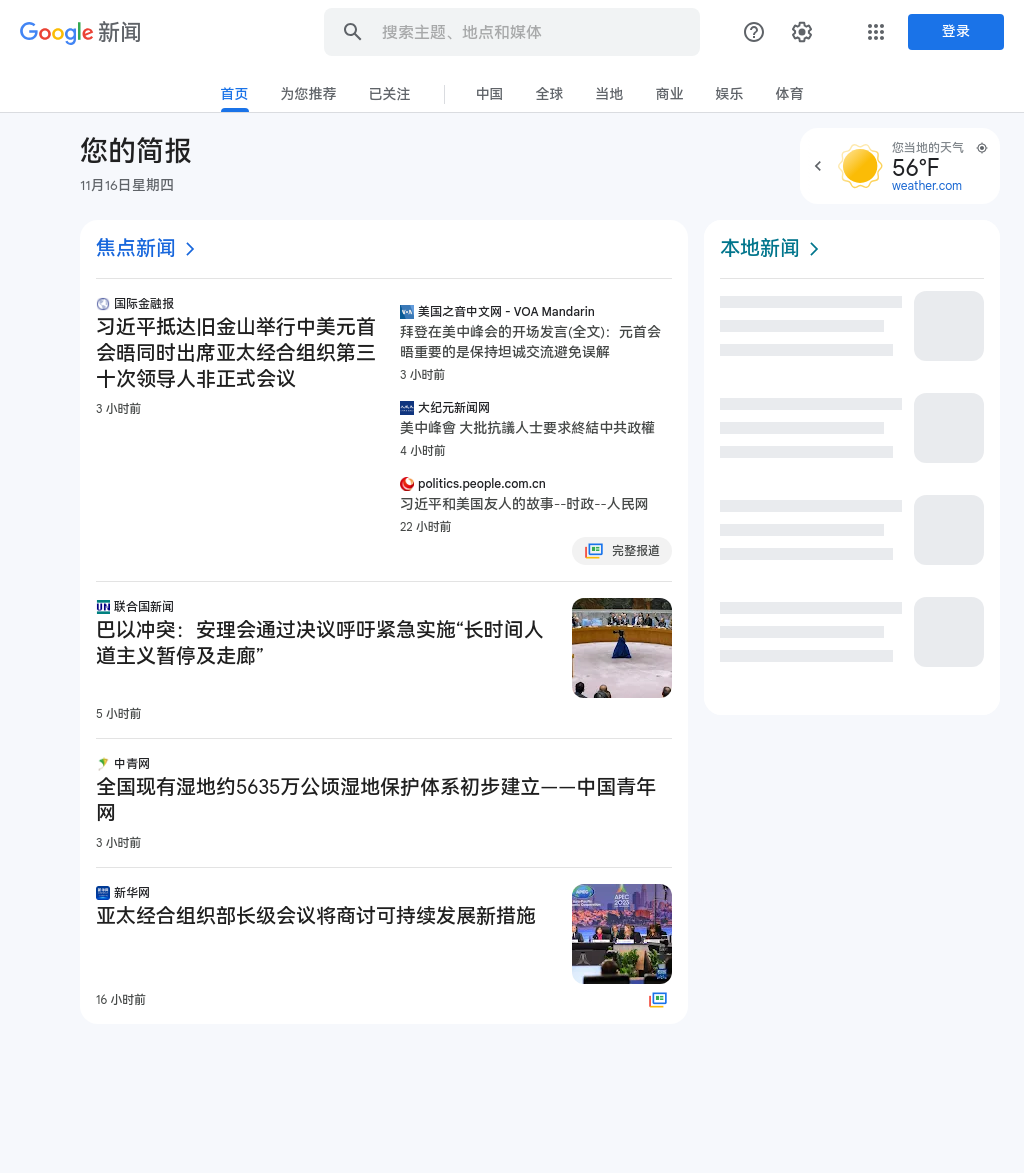 Google 新闻
搜索主题、地点和媒体
登录
首页 为您推荐 已关注 中国 全球 当地 商业 娱乐 体育
您的简报
11月16日星期四
您当地的天气
56°F
weather.com
焦点新闻
国际金融报
习近平抵达旧金山举行中美元首
会晤同时出席亚太经合组织第三
十次领导人非正式会议
3 小时前
美国之音中文网 - VOA Mandarin
拜登在美中峰会的开场发言(全文)：元首会
晤重要的是保持坦诚交流避免误解
3 小时前
大纪元新闻网
美中峰會 大批抗議人士要求終結中共政權
4 小时前
politics.people.com.cn
习近平和美国友人的故事--时政--人民网
22 小时前
完整报道
UN 联合国新闻
巴以冲突：安理会通过决议呼吁紧急实施“长时间人
道主义暂停及走廊”
5 小时前
中青网
全国现有湿地约5635万公顷湿地保护体系初步建立——中国青年
网
3 小时前
新华网
亚太经合组织部长级会议将商讨可持续发展新措施
APEC
2023
16 小时前
本地新闻